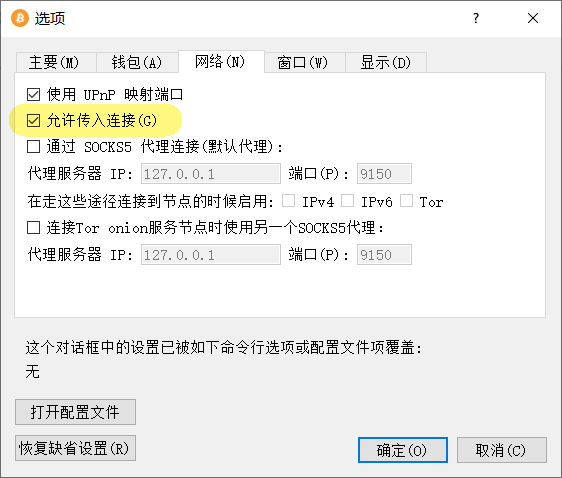 选项
主要(M) 钱包(A) 网络(N) 窗口(W) 显示(D)
使用 UPnP 映射端口
允许传入连接(G)
通过 SOCKS5 代理连接(默认代理):
代理服务器 IP: 127.0.0.1 端口(P): 9150
在走这些途径连接到节点的时候启用: IPv4 IPv6 Tor
连接Tor onion服务节点时使用另一个SOCKS5代理:
代理服务器 IP: 127.0.0.1 端口(P): 9150
这个对话框中的设置已被如下命令行选项或配置文件项覆盖:
无
打开配置文件
恢复缺省设置(R) 确定(O) 取消(C)